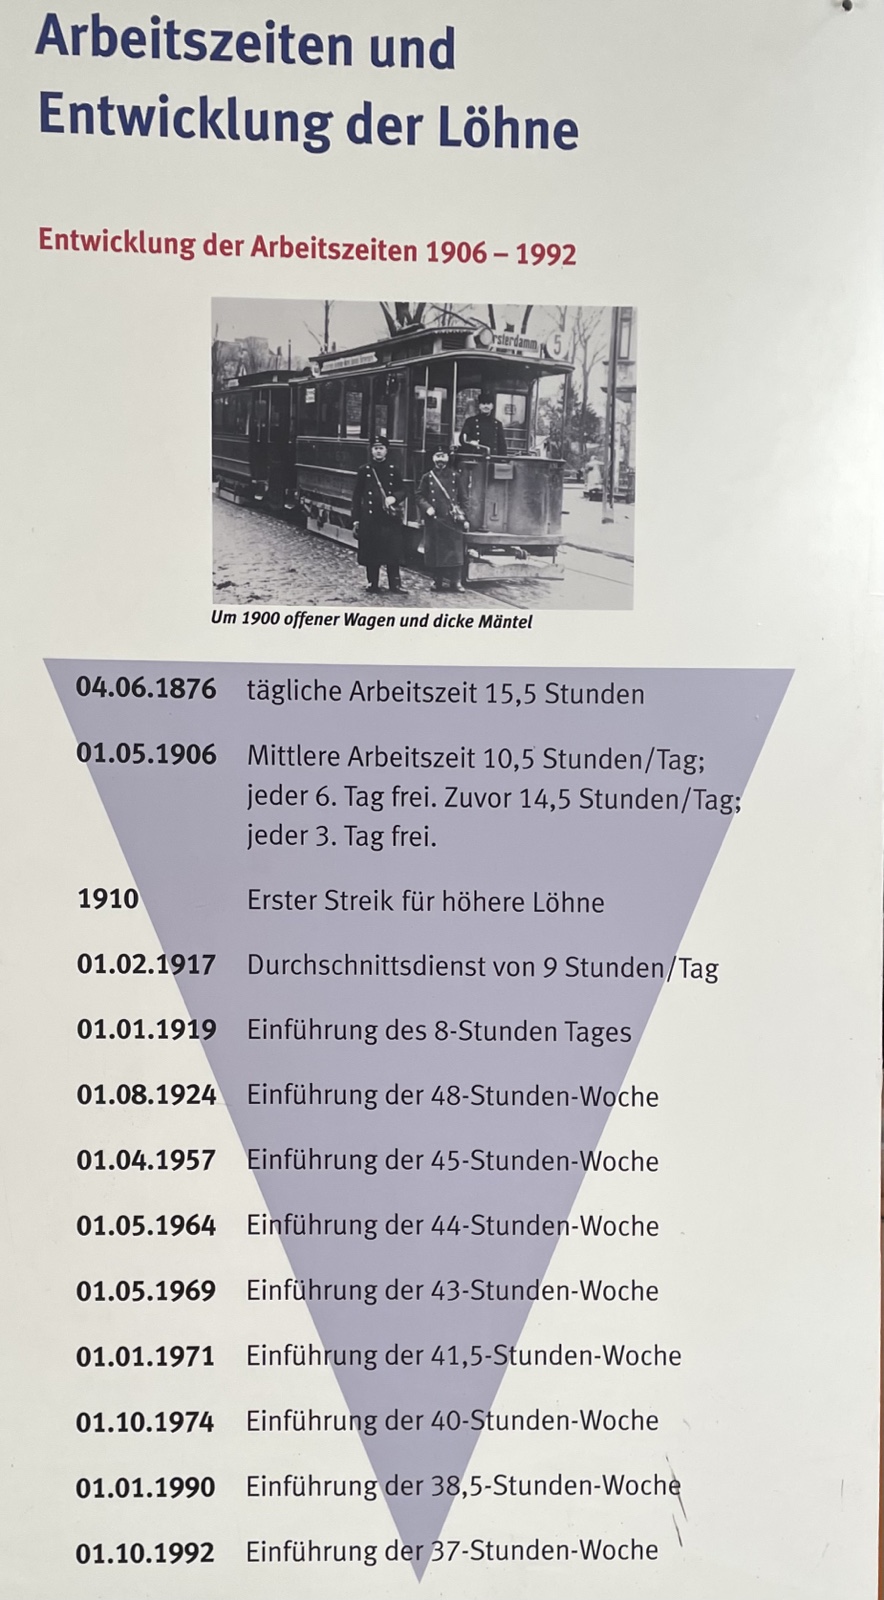 Arbeitszeiten und
Entwicklung der Löhne
Entwicklung der Arbeitszeiten 1906 – 1992
rsterdamm
5
Um 1900 offener Wagen und dicke Mäntel
04.06.1876 tägliche Arbeitszeit 15,5 Stunden
01.05.1906 Mittlere Arbeitszeit 10,5 Stunden/Tag;
jeder 6. Tag frei. Zuvor 14,5 Stunden/Tag;
jeder 3. Tag frei.
1910 Erster Streik für höhere Löhne
01.02.1917 Durchschnittsdienst von 9 Stunden/Tag
01.01.1919 Einführung des 8-Stunden Tages
01.08.1924 Einführung der 48-Stunden-Woche
01.04.1957 Einführung der 45-Stunden-Woche
01.05.1964 Einführung der 44-Stunden-Woche
01.05.1969 Einführung der 43-Stunden-Woche
01.01.1971 Einführung der 41,5-Stunden-Woche
01.10.1974 Einführung der 40-Stunden-Woche
01.01.1990 Einführung der 38,5-Stunden-Woche
01.10.1992 Einführung der 37-Stunden-Woche